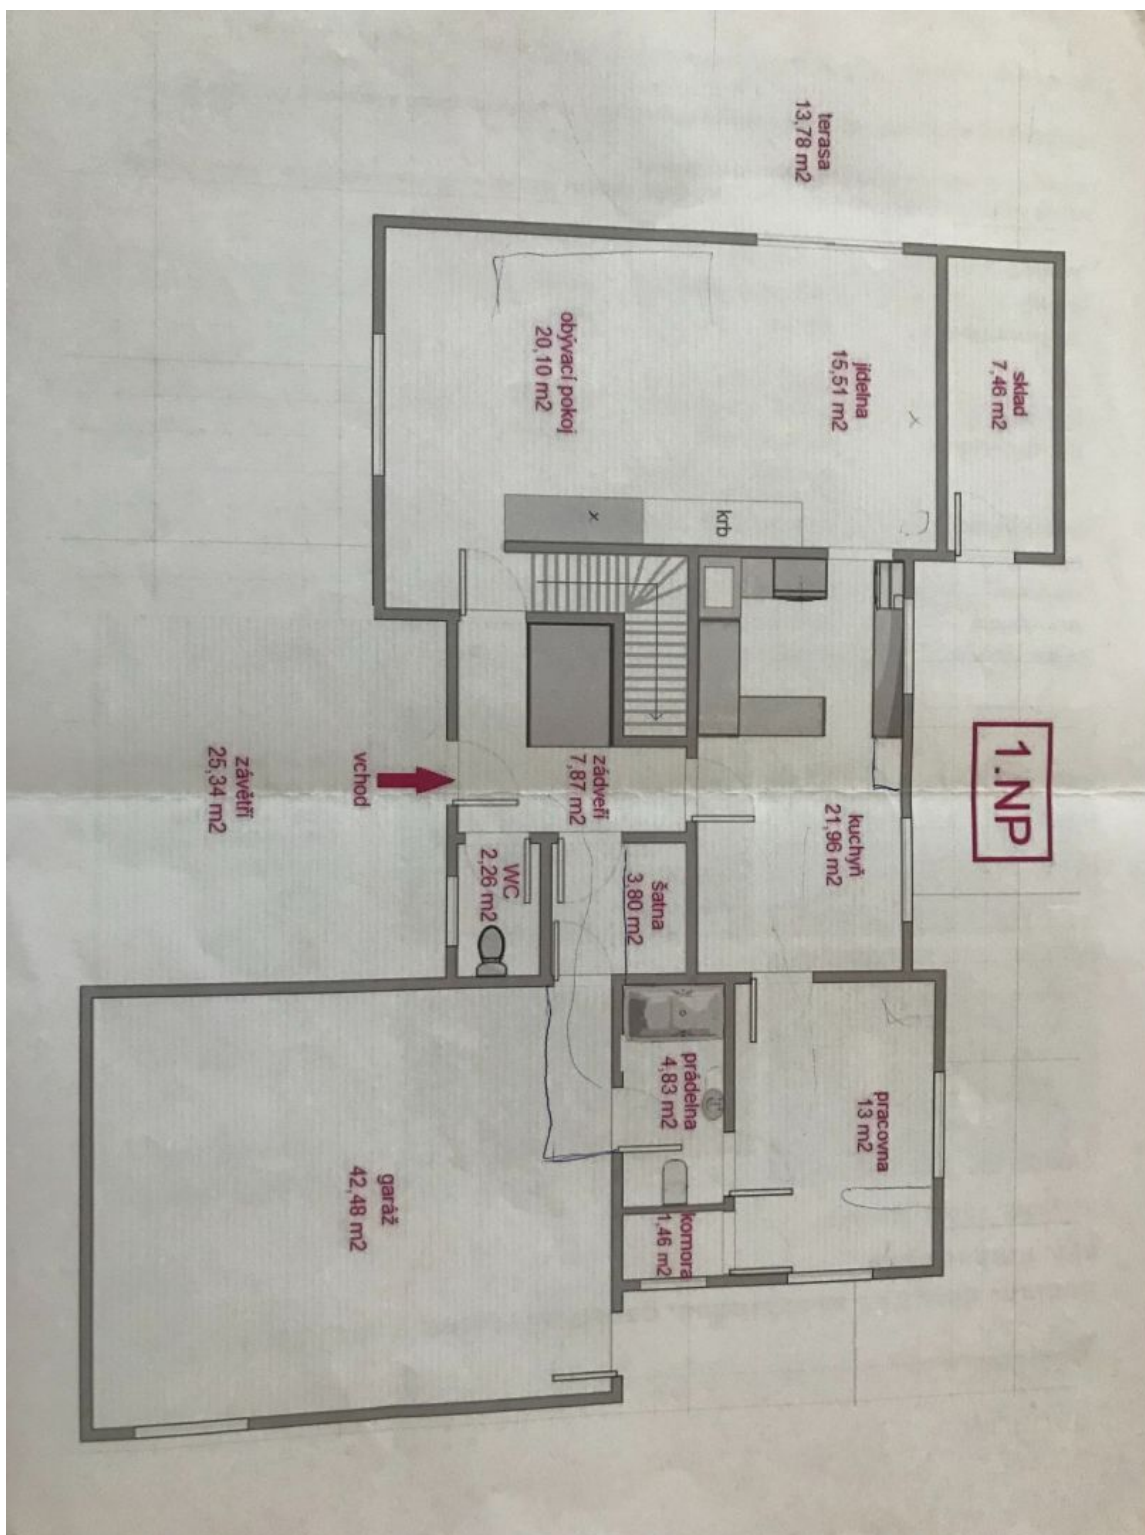 sklad
7,46 m2
1.NP
x
pracovna
13 m2
jídelna
15,51 m2
kuchyň
21,96 m2
terasa
13,78 m2
krb
prádelna
4,83 m2
komora
1,46 m2
šatna
3,80 m2
x
zádveří
7,87 m2
obývací pokoj
20,10 m2
WC
2,26 m2
garáž
42,48 m2
vchod
závětří
25,34 m2